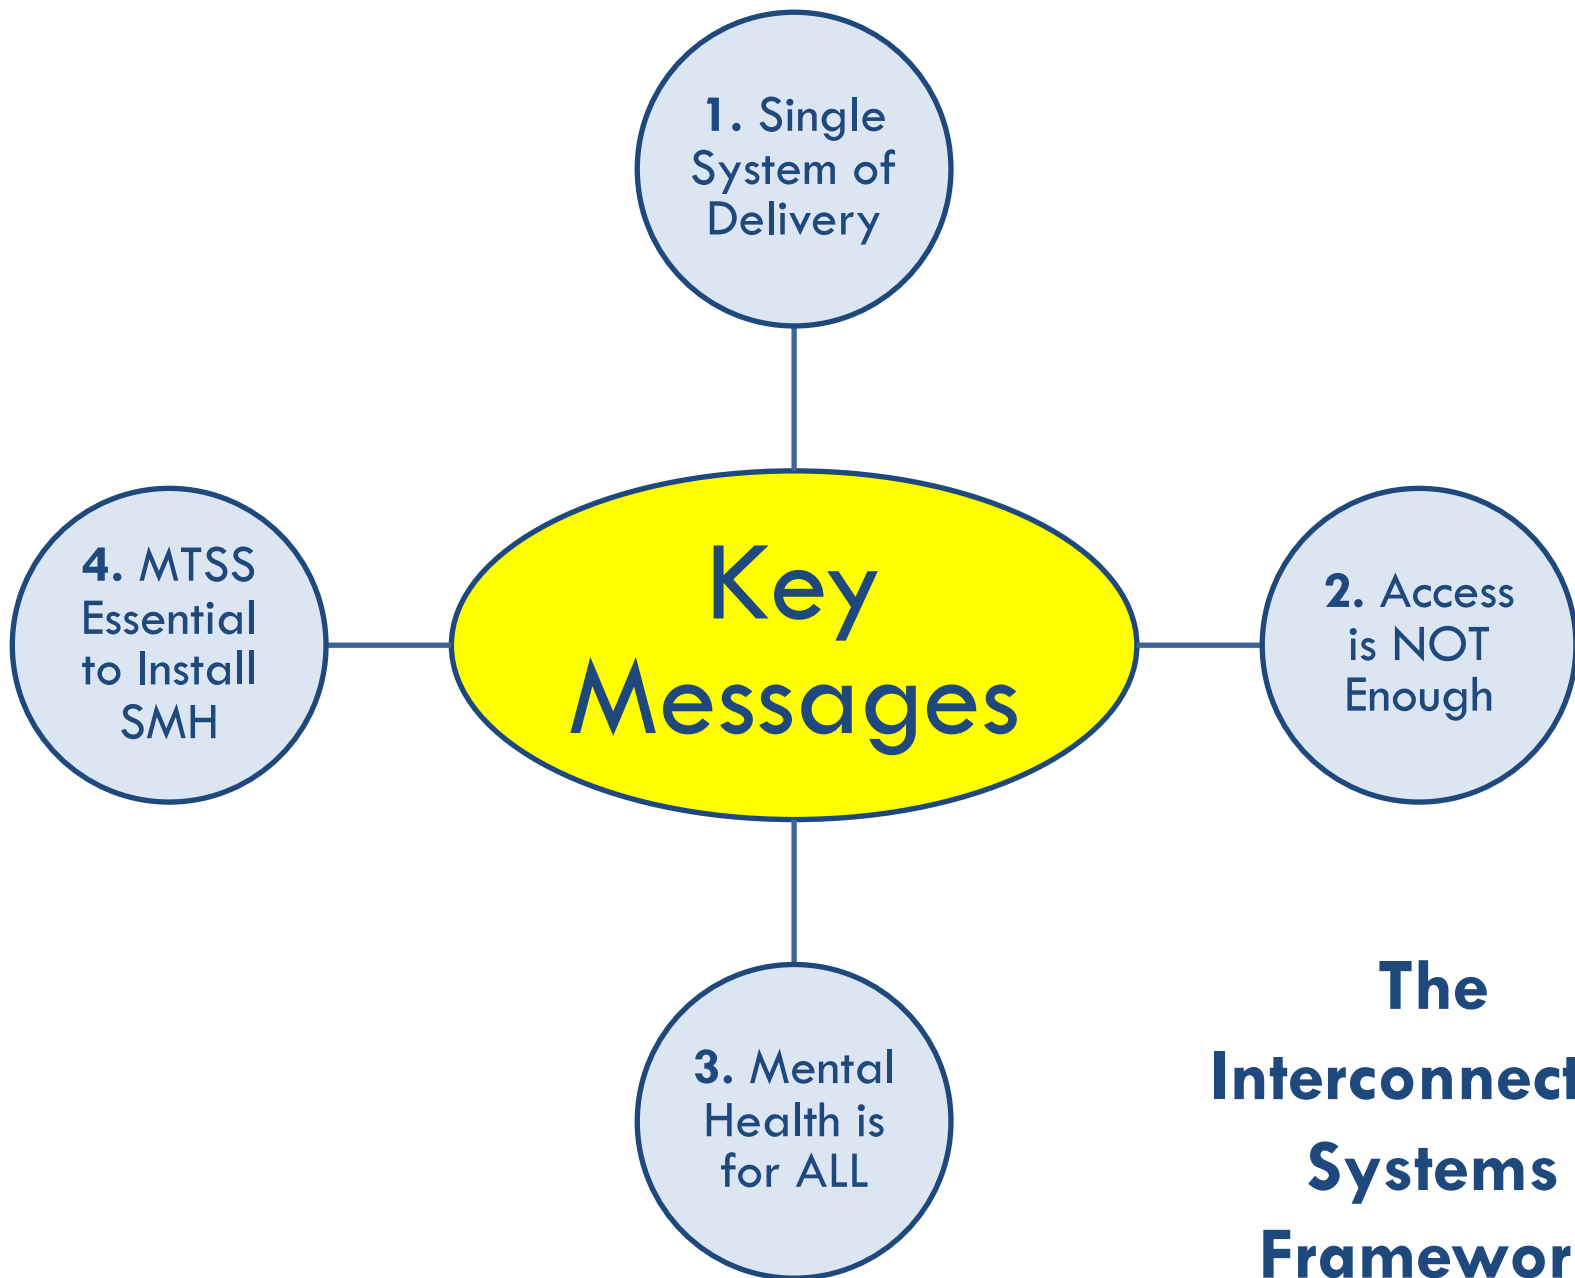 1. Single
System of
Delivery
Key
Messages
2. Access
is NOT
Enough
3. Mental
Health is
for ALL
4. MTSS
Essential
to Install
SMH
The
Interconnect
Systems
Framewor